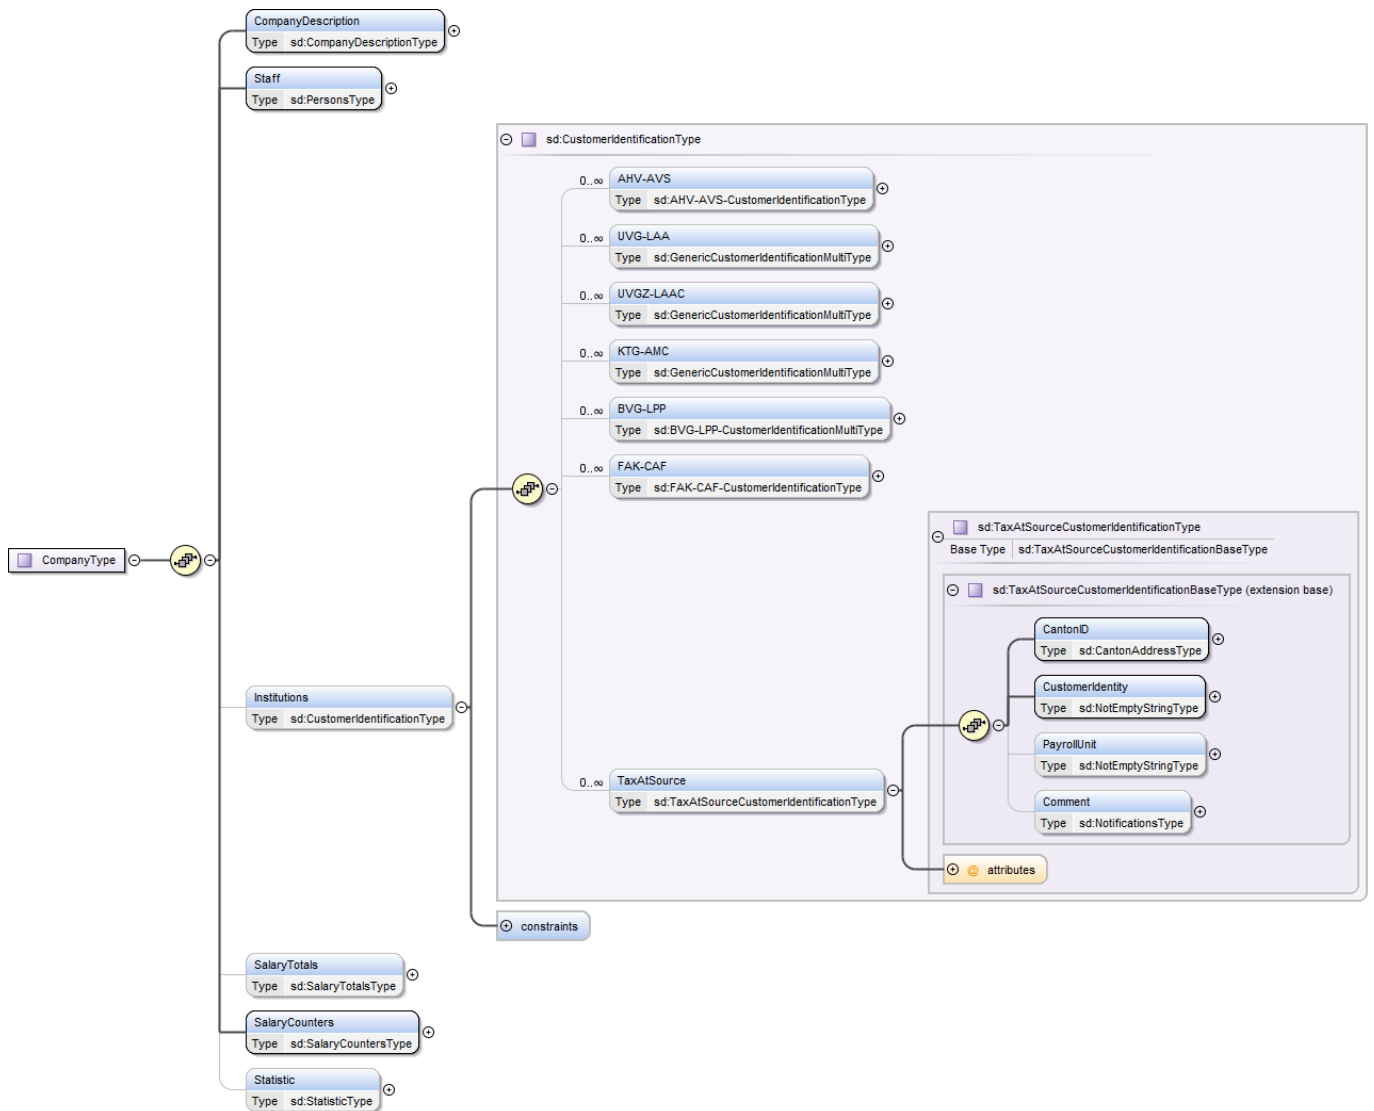 CompanyDescription
Type sd:CompanyDescriptionType
Staff
Type sd:PersonsType
sd:CustomerIdentificationType
0..∞ AHV-AVS
Type sd:AHV-AVS-CustomerIdentificationType
0..∞ UVG-LAA
Type sd:GenericCustomerIdentificationMultiType
0..∞ UVGZ-LAAC
Type sd:GenericCustomerIdentificationMultiType
0..∞ KTG-AMC
Type sd:GenericCustomerIdentificationMultiType
0..∞ BVG-LPP
Type sd:BVG-LPP-CustomerIdentificationMultiType
0..∞ FAK-CAF
Type sd:FAK-CAF-CustomerIdentificationType
sd:TaxAtSourceCustomerIdentificationType
Base Type sd:TaxAtSourceCustomerIdentificationBaseType
CompanyType
sd:TaxAtSourceCustomerIdentificationBaseType (extension base)
CantonID
Type sd:CantonAddressType
CustomerIdentity
Type sd:NotEmptyStringType
Institutions
Type sd:CustomerIdentificationType
PayrollUnit
Type sd:NotEmptyStringType
0..∞ TaxAtSource
Type sd:TaxAtSourceCustomerIdentificationType
Comment
Type sd:NotificationsType
@ attributes
constraints
SalaryTotals
Type sd:SalaryTotalsType
SalaryCounters
Type sd:SalaryCountersType
Statistic
Type sd:StatisticType